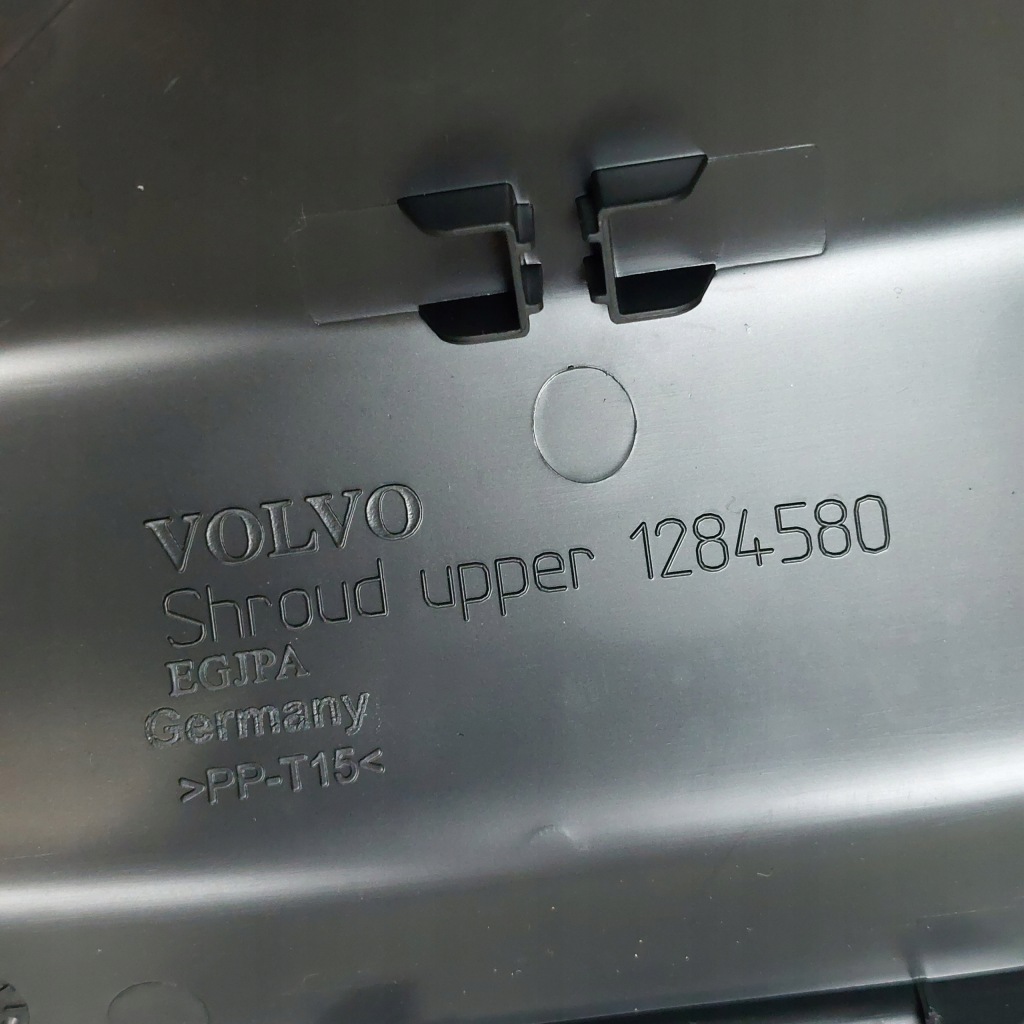 VOLVO
Shroud upper 1284580
EGJPA
Germany
>PP-T15<